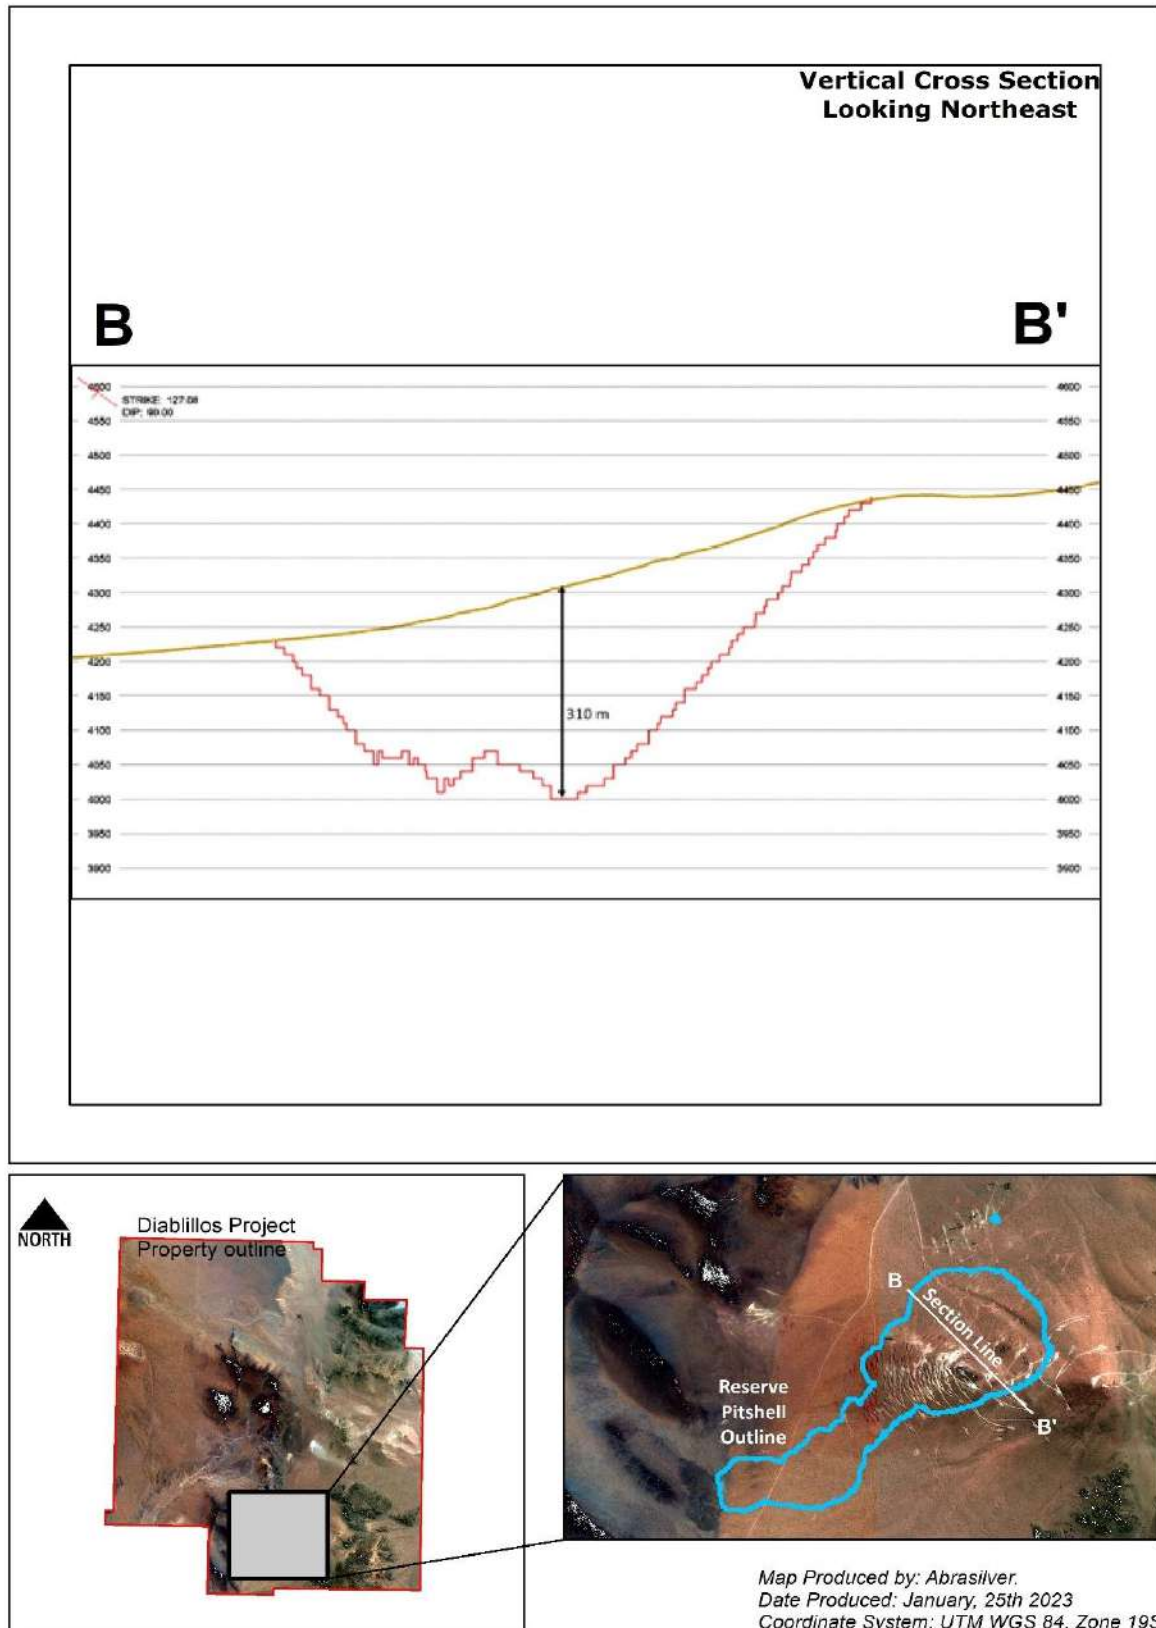 Vertical Cross Section
Looking Northeast
B
B'
4600
STRIKE: 127.08
DIP: 90.00
4600
4550
4550
4500
4500
4450
4450
4400
4400
4350
4350
4300
4300
4250
4250
4200
4200
4150
4150
310 m
4100
4100
4050
4050
4000
4000
3950
3950
3900
3900
NORTH
Diablillos Project
Property outline
B
Section Line
B'
Reserve
Pitshell
Outline
Map Produced by: Abrasilver.
Date Produced: January, 25th 2023
Coordinate System: UTM WGS 84, Zone 19S